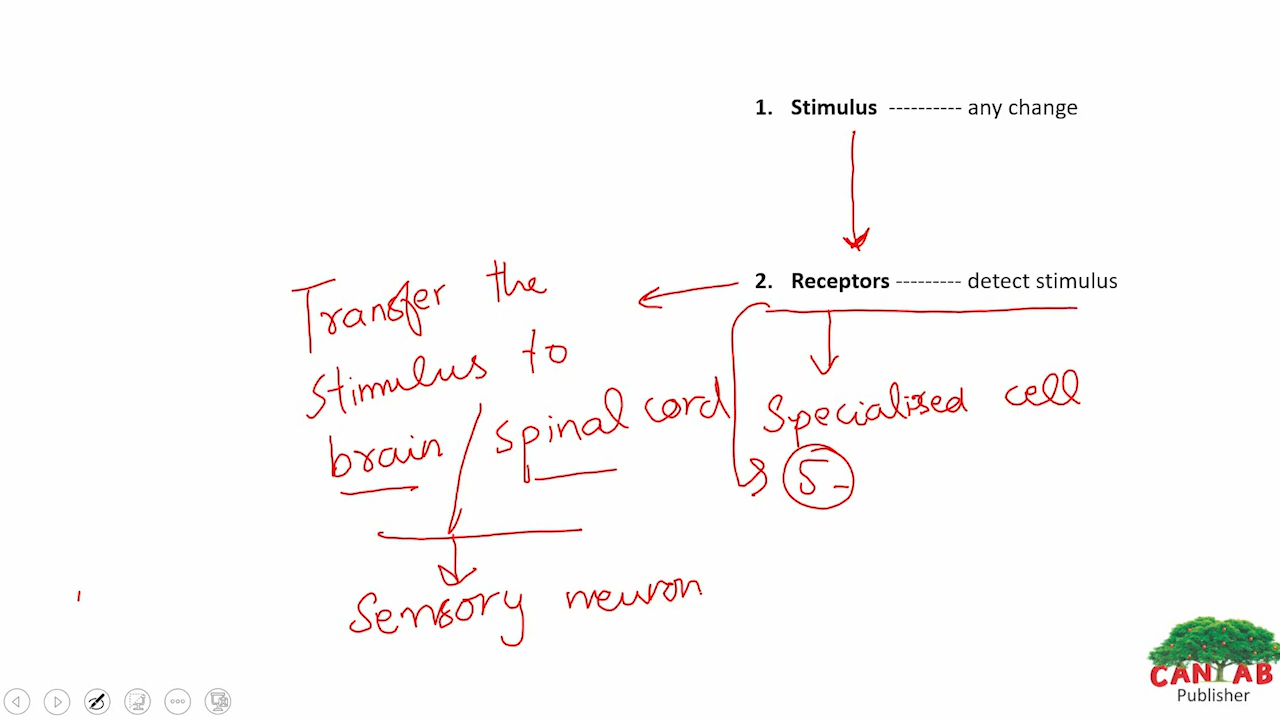 1. Stimulus ---------- any change
2. Receptors --------- detect stimulus
Transfer the
stimulus to
brain / spinal cord
Sensory neuron
Specialised cell
5-
CANTAB
Publisher